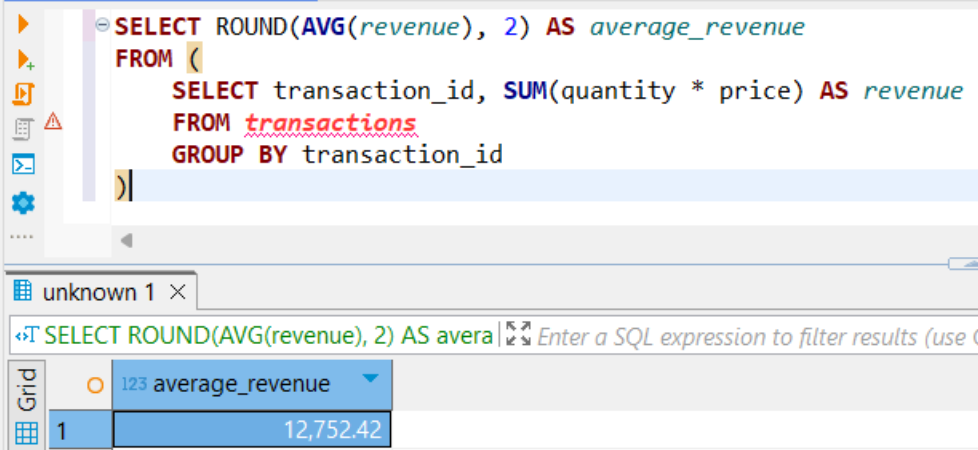 SELECT ROUND(AVG(revenue), 2) AS average_revenue
FROM (
SELECT transaction_id, SUM(quantity * price) AS revenue
FROM transactions
GROUP BY transaction_id
)
unknown 1
SELECT ROUND(AVG(revenue), 2) AS avera
Enter a SQL expression to filter results (use
Grid
123 average_revenue
1 12,752.42